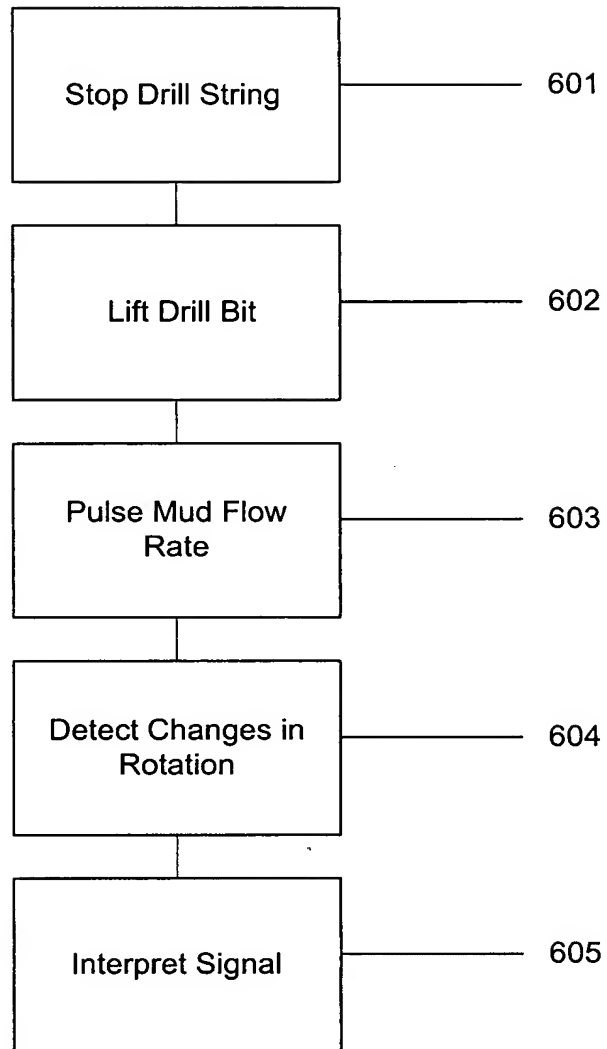 Stop Drill String
601
Lift Drill Bit
602
Pulse Mud Flow
Rate
603
Detect Changes in
Rotation
604
Interpret Signal
605